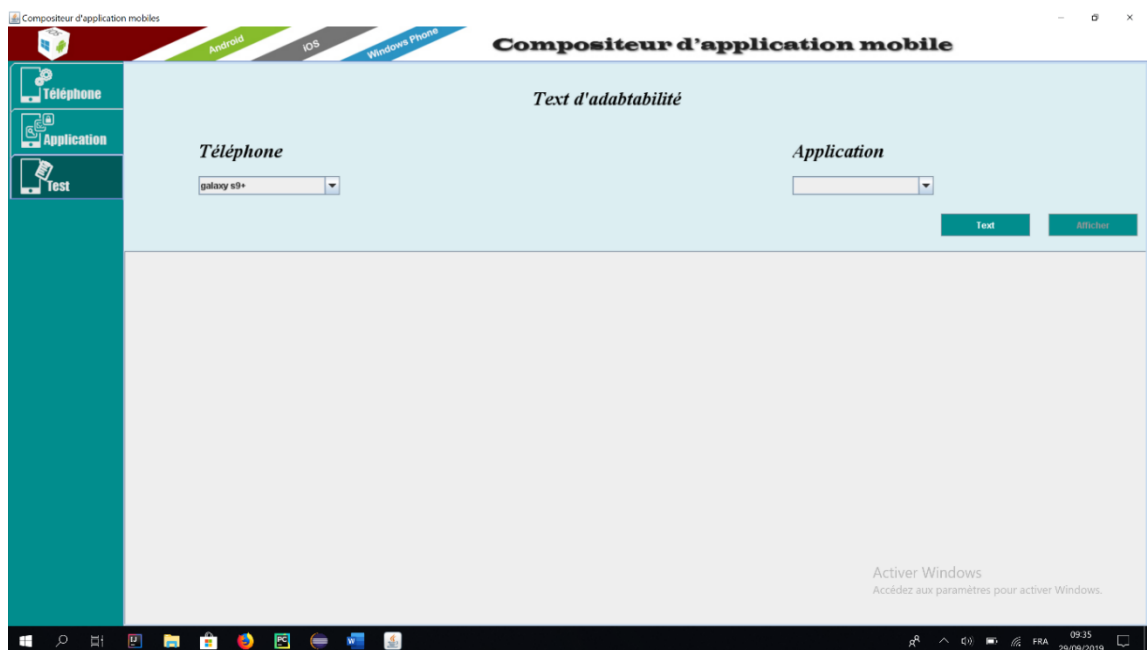 Compositeur d'application mobiles
iOS
Android
iOS
Windows Phone
Compositeur d'application mobile
Téléphone
Application
Test
Text d'adabtabilité
Téléphone
Application
galaxy s9+
Text
Afficher
Activer Windows
Accédez aux paramètres pour activer Windows.
FRA
09:35
29/09/2019